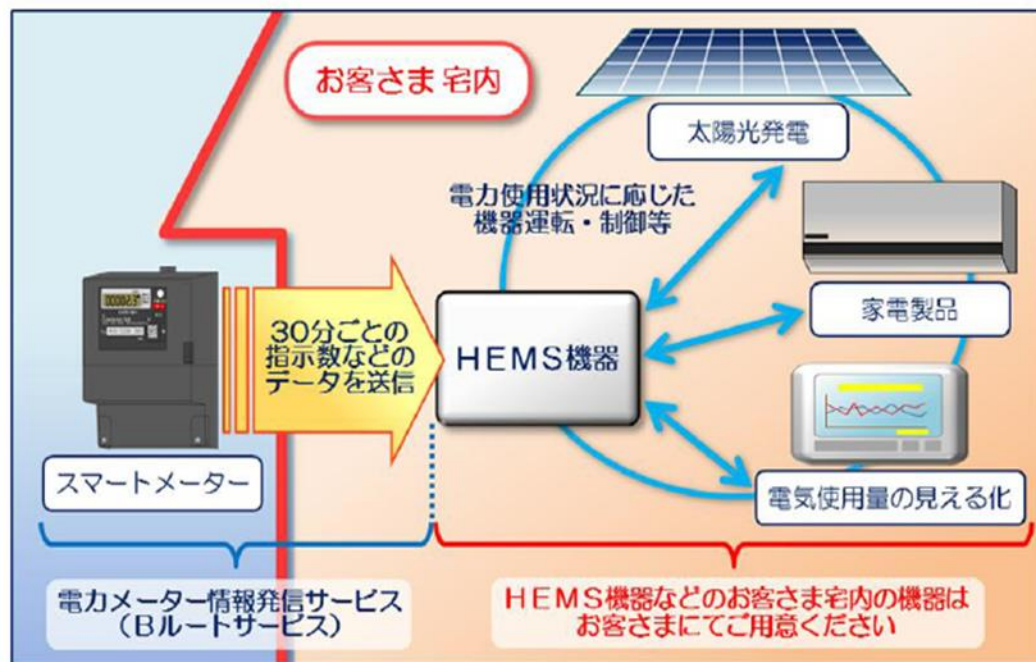 お客さま宅内
太陽光発電
電力使用状況に応じた
機器運転・制御等
家電製品
30分ごとの
指示数などの
データを送信
HEMS機器
スマートメーター
電気使用量の見える化
電力メーター情報発信サービス
(Bルートサービス)
HEMS機器などのお客さま宅内の機器は
お客さまにてご用意ください